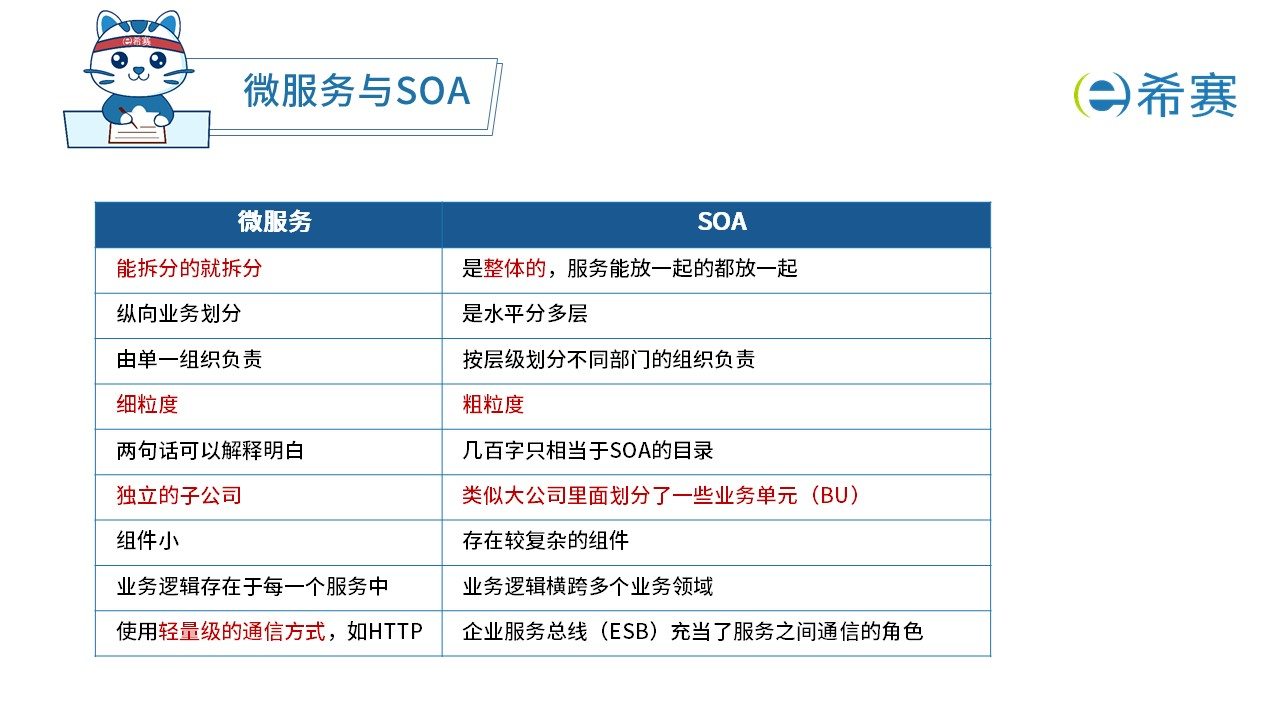 希赛
微服务与SOA
希赛
微服务 SOA
能拆分的就拆分 是整体的，服务能放一起的都放一起
纵向业务划分 是水平分多层
由单一组织负责 按层级划分不同部门的组织负责
细粒度 粗粒度
两句话可以解释明白 几百字只相当于SOA的目录
独立的子公司 类似大公司里面划分了一些业务单元（BU）
组件小 存在较复杂的组件
业务逻辑存在于每一个服务中 业务逻辑横跨多个业务领域
使用轻量级的通信方式，如HTTP 企业服务总线（ESB）充当了服务之间通信的角色